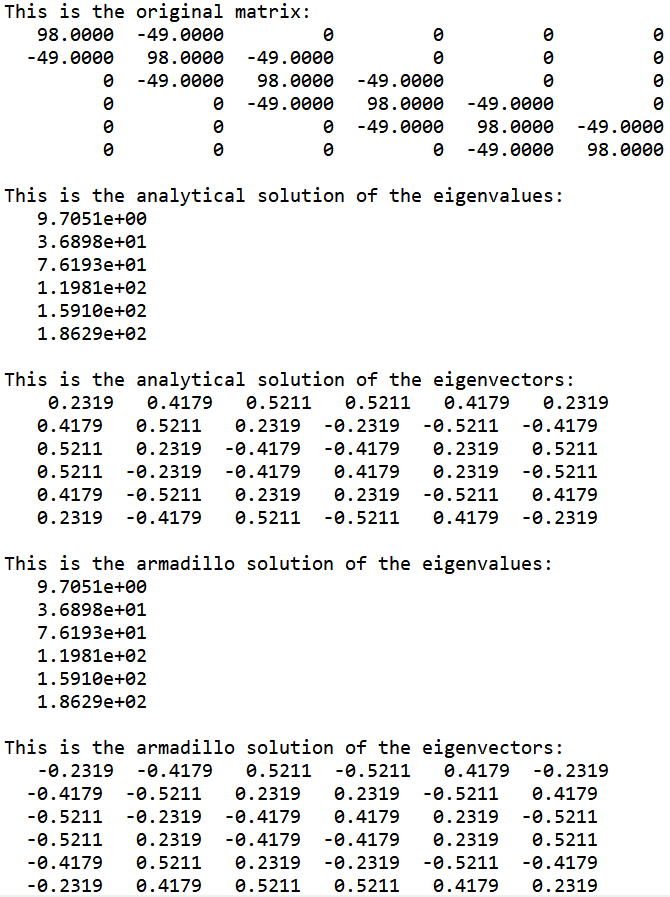 This is the original matrix:
98.0000 -49.0000 0 0 0 0
-49.0000 98.0000 -49.0000 0 0 0
0 -49.0000 98.0000 -49.0000 0 0
0 0 -49.0000 98.0000 -49.0000 0
0 0 0 -49.0000 98.0000 -49.0000
0 0 0 0 -49.0000 98.0000
This is the analytical solution of the eigenvalues:
9.7051e+00
3.6898e+01
7.6193e+01
1.1981e+02
1.5910e+02
1.8629e+02
This is the analytical solution of the eigenvectors:
0.2319 0.4179 0.5211 0.5211 0.4179 0.2319
0.4179 0.5211 0.2319 -0.2319 -0.5211 -0.4179
0.5211 0.2319 -0.4179 -0.4179 0.2319 0.5211
0.5211 -0.2319 -0.4179 0.4179 0.2319 -0.5211
0.4179 -0.5211 0.2319 0.2319 -0.5211 0.4179
0.2319 -0.4179 0.5211 -0.5211 0.4179 -0.2319
This is the armadillo solution of the eigenvalues:
9.7051e+00
3.6898e+01
7.6193e+01
1.1981e+02
1.5910e+02
1.8629e+02
This is the armadillo solution of the eigenvectors:
-0.2319 -0.4179 0.5211 -0.5211 0.4179 -0.2319
-0.4179 -0.5211 0.2319 0.2319 -0.5211 0.4179
-0.5211 -0.2319 -0.4179 0.4179 0.2319 -0.5211
-0.5211 0.2319 -0.4179 -0.4179 0.2319 0.5211
-0.4179 0.5211 0.2319 -0.2319 -0.5211 -0.4179
-0.2319 0.4179 0.5211 0.5211 0.4179 0.2319